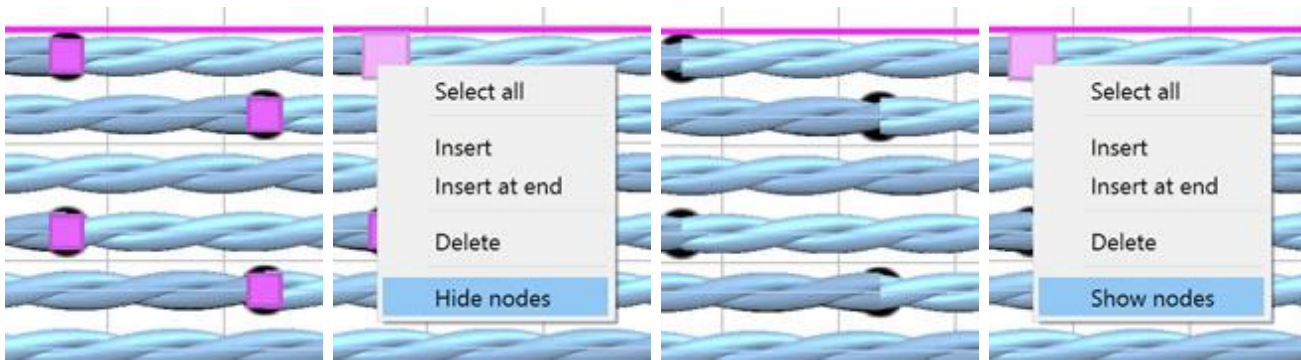 Select all
Insert
Insert at end
Delete
Hide nodes
Select all
Insert
Insert at end
Delete
Show nodes